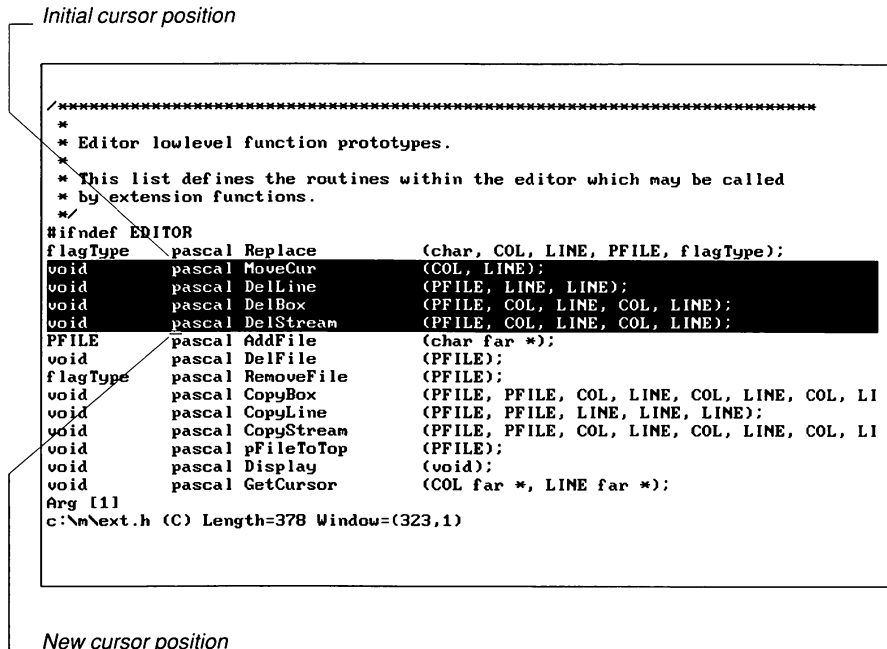 Initial cursor position
/*************************************************************************
*
* Editor lowlevel function prototypes.
*
* This list defines the routines within the editor which may be called
* by extension functions.
*/
#ifndef EDITOR
flagType pascal Replace (char, COL, LINE, PFILE, flagType);
void pascal MoveCur (COL, LINE);
void pascal DelLine (PFILE, LINE, LINE);
void pascal DelBox (PFILE, COL, LINE, COL, LINE);
void pascal DelStream (PFILE, COL, LINE, COL, LINE);
PFILE pascal AddFile (char far *);
void pascal DelFile (PFILE);
flagType pascal RemoveFile (PFILE);
void pascal CopyBox (PFILE, PFILE, COL, LINE, COL, LINE, COL, LI
void pascal CopyLine (PFILE, PFILE, LINE, LINE, LINE);
void pascal CopyStream (PFILE, PFILE, COL, LINE, COL, LINE, COL, LI
void pascal pFileToTop (PFILE);
void pascal Display (void);
void pascal GetCursor (COL far *, LINE far *);
Arg [1]
c:\m\ext.h (C) Length=378 Window=(323,1)
New cursor position